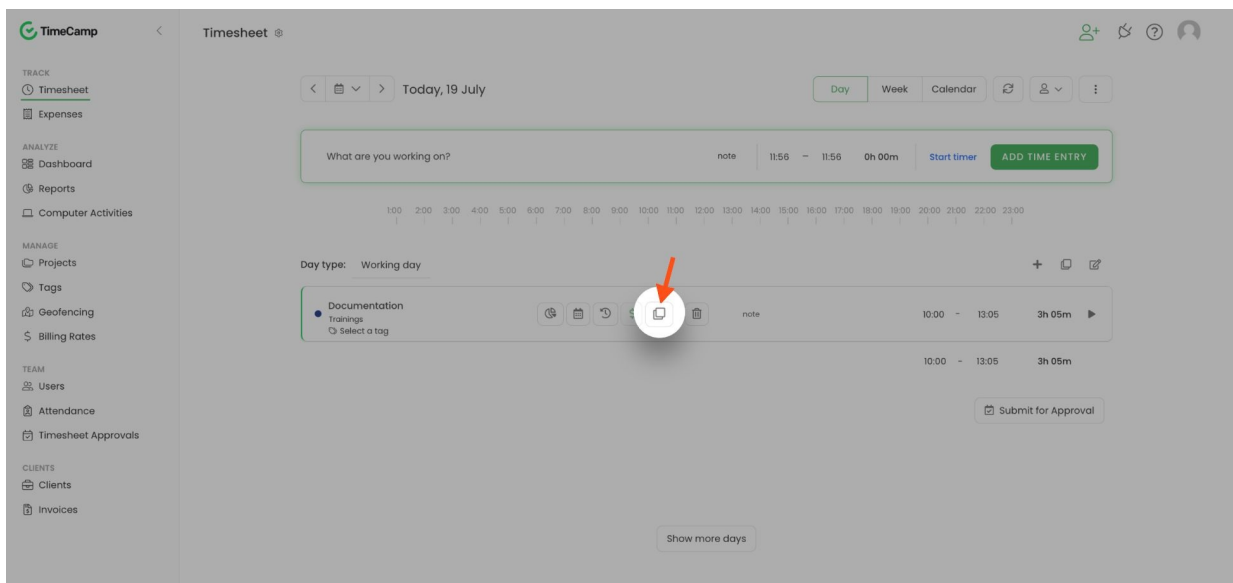 TimeCamp
Timesheet
TRACK
Timesheet
Expenses
ANALYZE
Dashboard
Reports
Computer Activities
MANAGE
Projects
Tags
Geofencing
$ Billing Rates
TEAM
Users
Attendance
Timesheet Approvals
CLIENTS
Clients
Invoices
Today, 19 July
Day Week Calendar
What are you working on? note 11:56 - 11:56 0h 00m Start timer ADD TIME ENTRY
1:00 2:00 3:00 4:00 5:00 6:00 7:00 8:00 9:00 10:00 11:00 12:00 13:00 14:00 15:00 16:00 17:00 18:00 19:00 20:00 21:00 22:00 23:00
Day type: Working day
Documentation
Trainings
Select a tag
note 10:00 - 13:05 3h 05m
10:00 - 13:05 3h 05m
Submit for Approval
Show more days